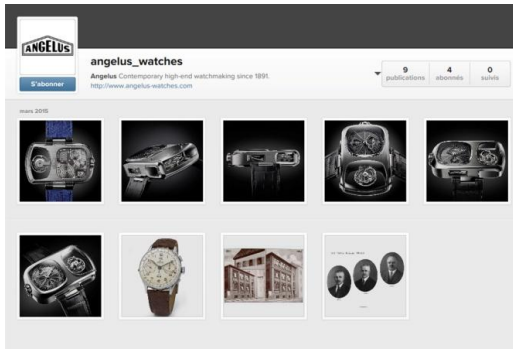 ANGELUS
S'abonner
angelus_watches
Angelus Contemporary high-end watchmaking since 1891.
http://www.angelus-watches.com
9 publications
4 abonnés
0 suivis
mars 2015